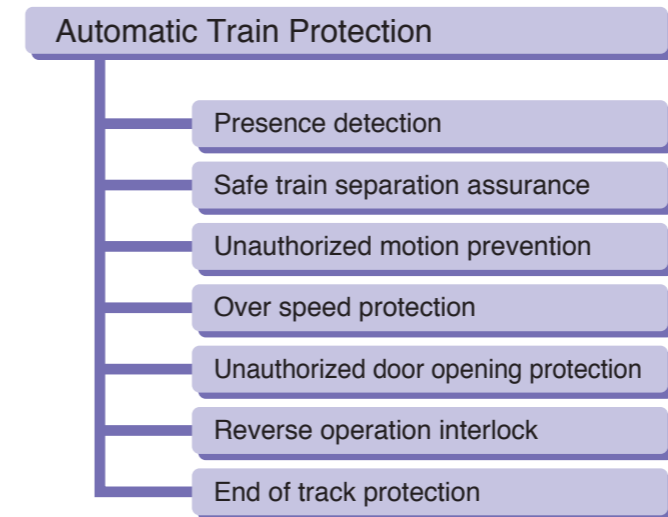 Automatic Train Protection
Presence detection
Safe train separation assurance
Unauthorized motion prevention
Over speed protection
Unauthorized door opening protection
Reverse operation interlock
End of track protection